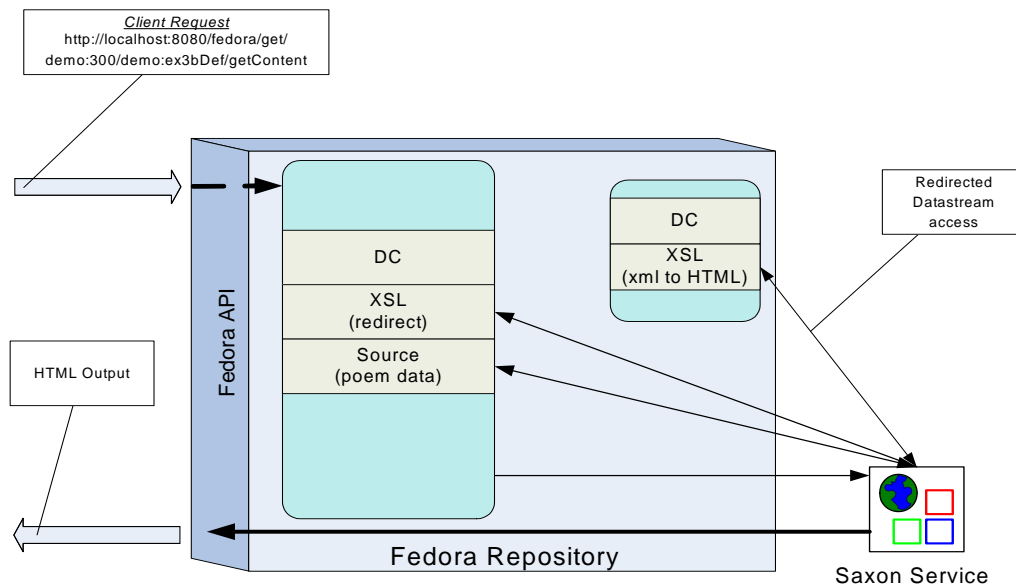 Client Request
http://localhost:8080/fedora/get/
demo:300/demo:ex3bDef/getContent
Redirected
Datastream
access
DC
XSL
(redirect)
Source
(poem data)
DC
XSL
(xml to HTML)
Fedora API
HTML Output
Fedora Repository
Saxon Service